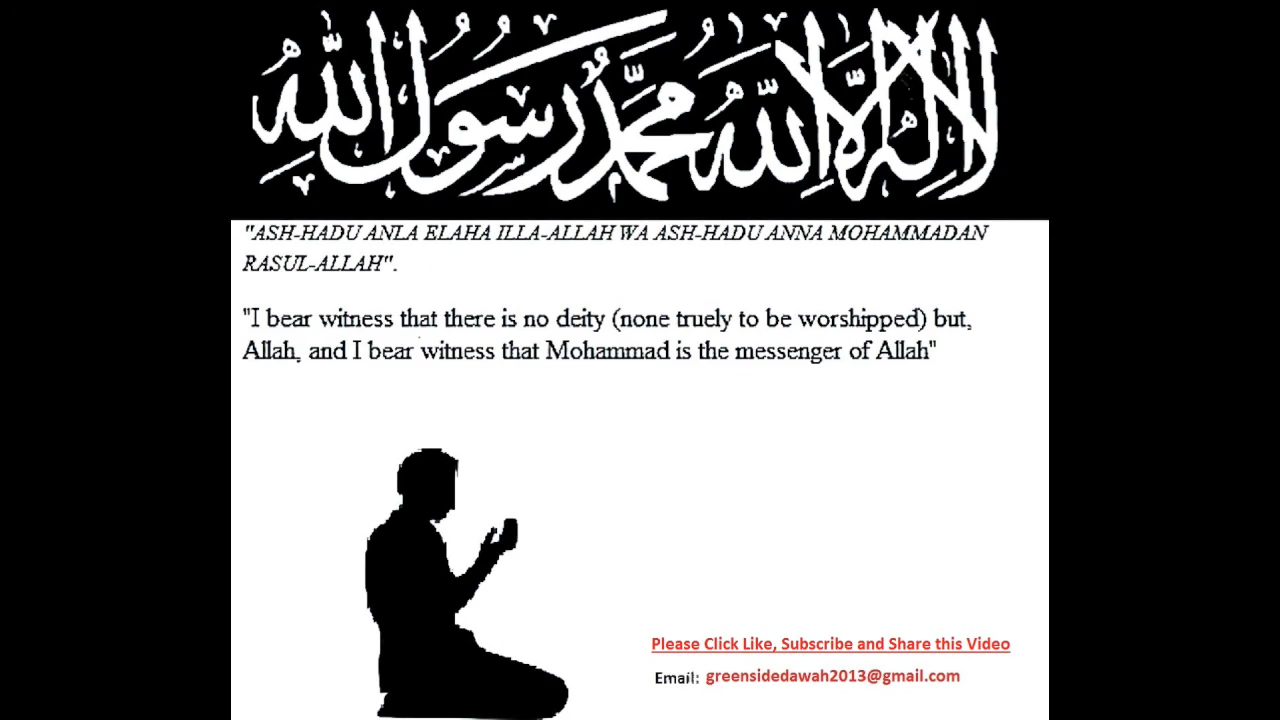 لا إله إلا الله محمد رسول الله
"ASH-HADU ANLA ELAHA ILLA-ALLAH WA ASH-HADU ANNA MOHAMMADAN
RASUL-ALLAH".
"I bear witness that there is no deity (none truely to be worshipped) but,
Allah, and I bear witness that Mohammad is the messenger of Allah"
Please Click Like, Subscribe and Share this Video
Email: greensidedawah2013@gmail.com